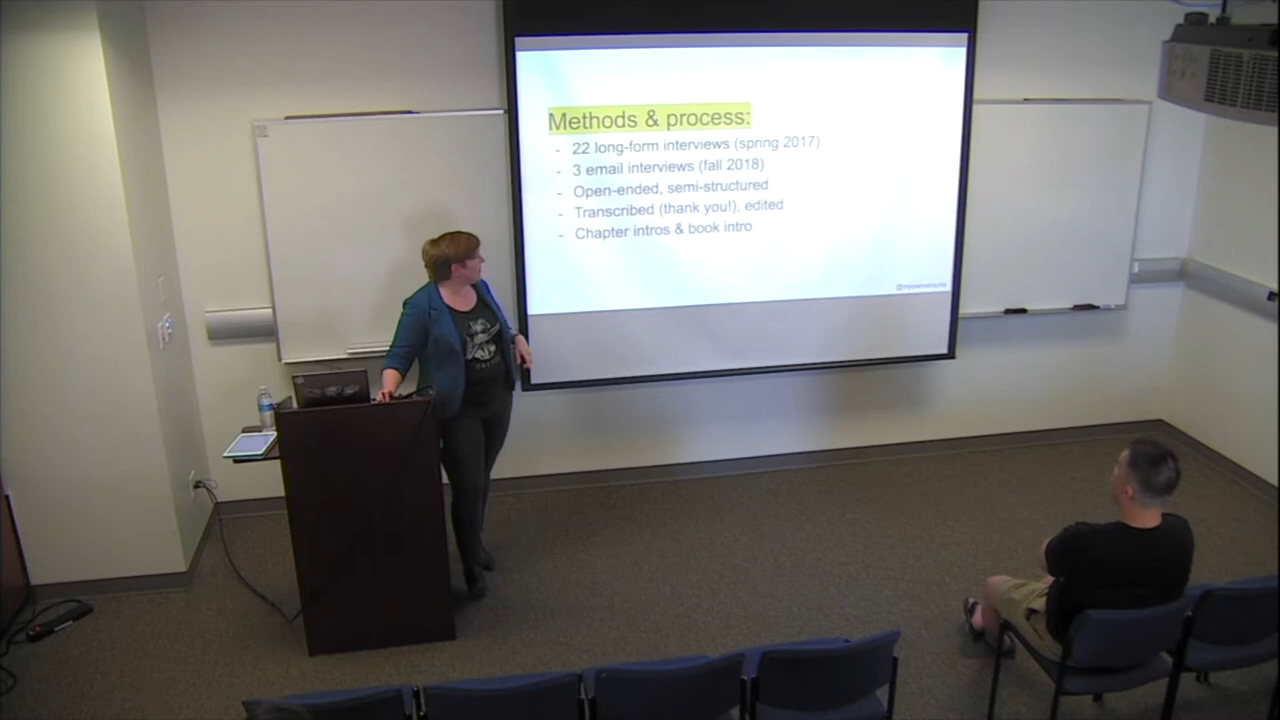 Methods & process:
- 22 long-form interviews (spring 2017)
- 3 email interviews (fall 2018)
- Open-ended, semi-structured
- Transcribed (thank you!), edited
- Chapter intros & book intro